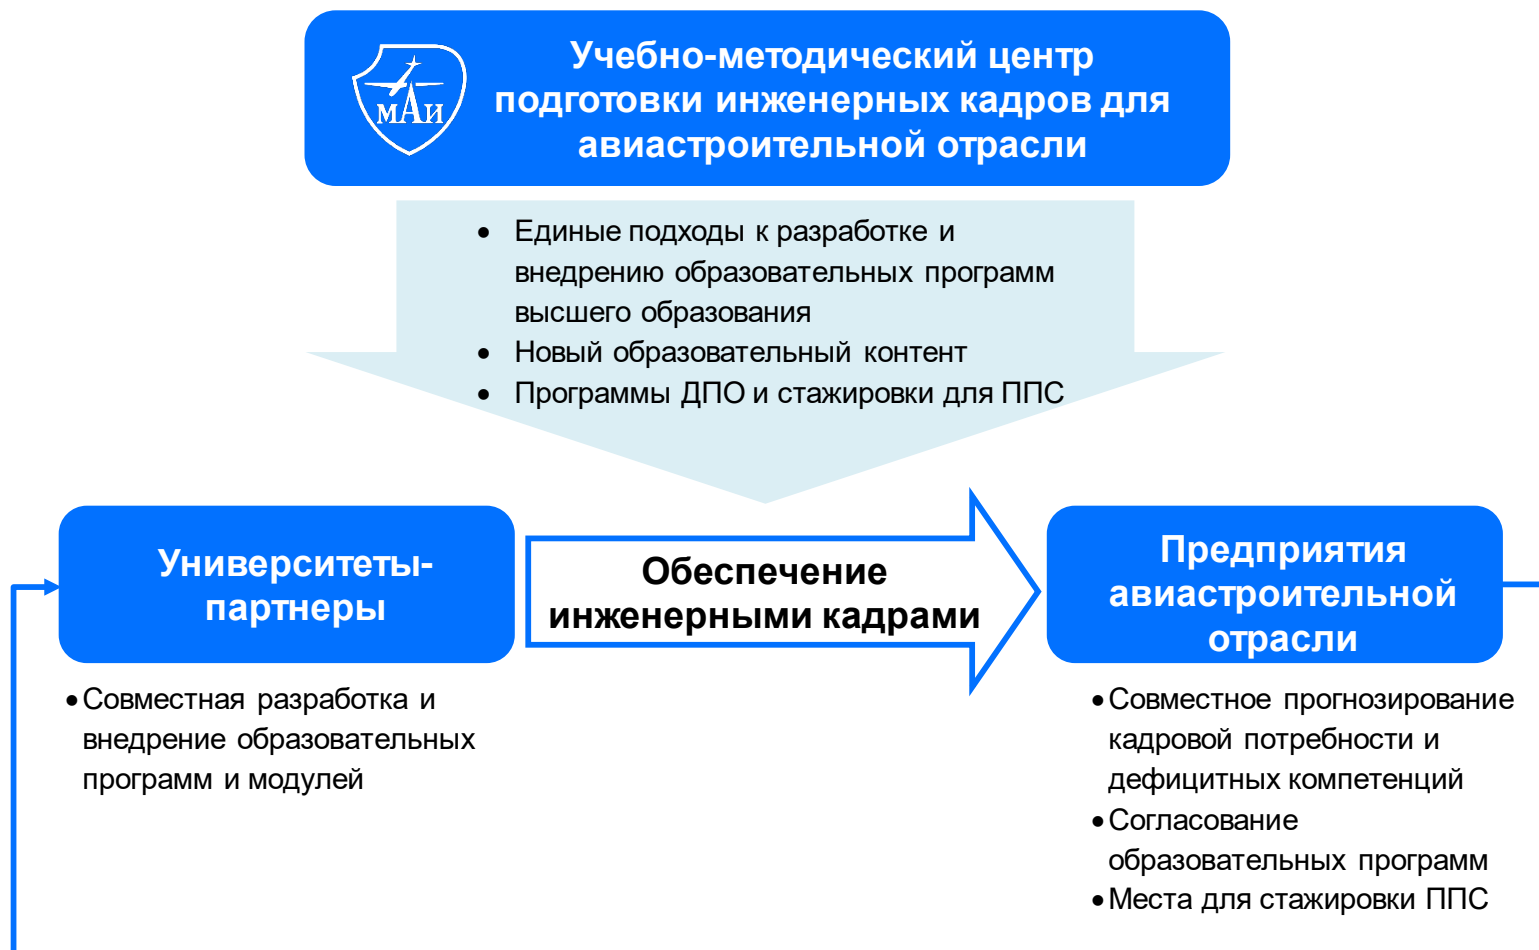 Учебно-методический центр
подготовки инженерных кадров для
авиастроительной отрасли
МАИ
• Единые подходы к разработке и
внедрению образовательных программ
высшего образования
• Новый образовательный контент
• Программы ДПО и стажировки для ППС
Университеты-
партнеры
Обеспечение
инженерными кадрами
Предприятия
авиастроительной
отрасли
• Совместная разработка и
внедрение образовательных
программ и модулей
• Совместное прогнозирование
кадровой потребности и
дефицитных компетенций
• Согласование
образовательных программ
• Места для стажировки ППС